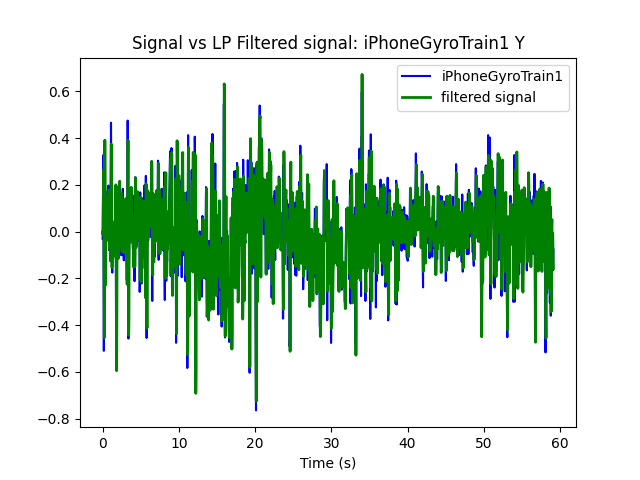 Signal vs LP Filtered signal: iPhoneGyroTrain1 Y
iPhoneGyroTrain1
filtered signal
0.6
0.4
0.2
0.0
−0.2
−0.4
−0.6
−0.8
0 10 20 30 40 50 60
Time (s)